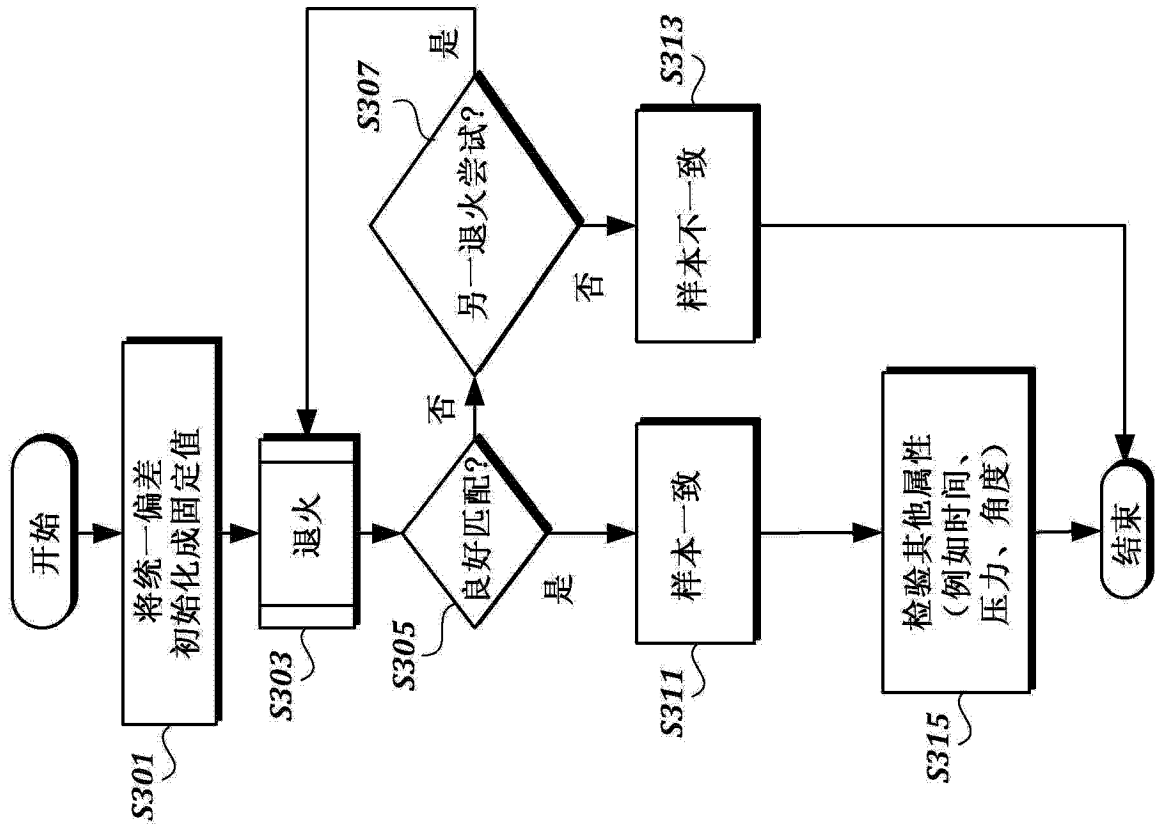 开始
S301
将统一偏差
初始化成固定值
S303
退火
S305
良好匹配?
否
是
S307
另一退火尝试?
是
否
S311
样本一致
S313
样本不一致
S315
检验其他属性
(例如时间、
压力、角度)
结束